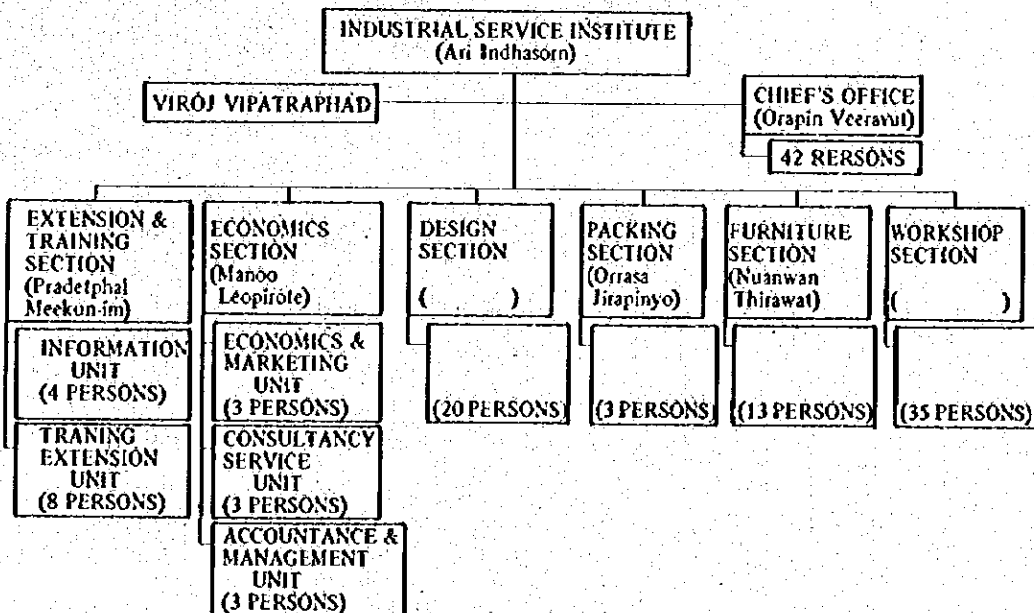 INDUSTRIAL SERVICE INSTITUTE
(Ari Indhasorn)
VIROJ VIPATRAPHAD
CHIEF'S OFFICE
(Orapin Veeravut)
42 RERSONS
EXTENSION &
TRAINING
SECTION
(Pradetphal
Meekun-im)
INFORMATION
UNIT
(4 PERSONS)
TRANING
EXTENSION
UNIT
(8 PERSONS)
ECONOMICS
SECTION
(Manoo
Leopirote)
ECONOMICS &
MARKETING
UNIT
(3 PERSONS)
CONSULTANCY
SERVICE
UNIT
(3 PERSONS)
ACCOUNTANCE &
MANAGEMENT
UNIT
(3 PERSONS)
DESIGN
SECTION
( )
(20 PERSONS)
PACKING
SECTION
(Orrasa
Jirapinyo)
(3 PERSONS)
FURNITURE
SECTION
(Nuanwan
Thirawat)
(13 PERSONS)
WORKSHOP
SECTION
( )
(35 PERSONS)